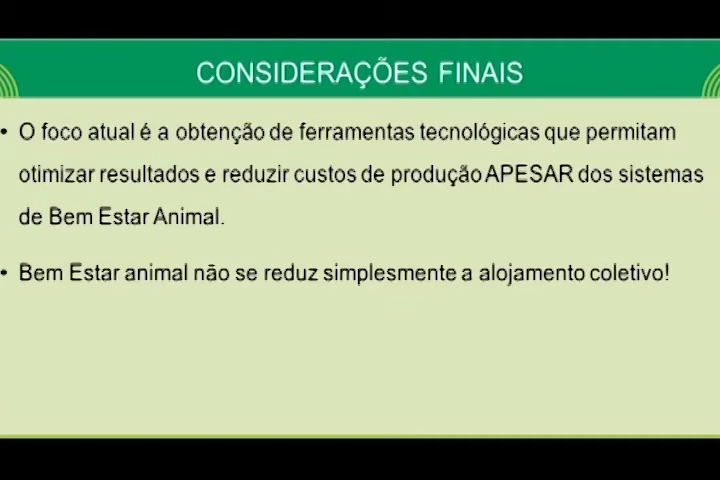 CONSIDERAÇÕES FINAIS
• O foco atual é a obtenção de ferramentas tecnológicas que permitam
otimizar resultados e reduzir custos de produção APESAR dos sistemas
de Bem Estar Animal.
• Bem Estar animal não se reduz simplesmente a alojamento coletivo!